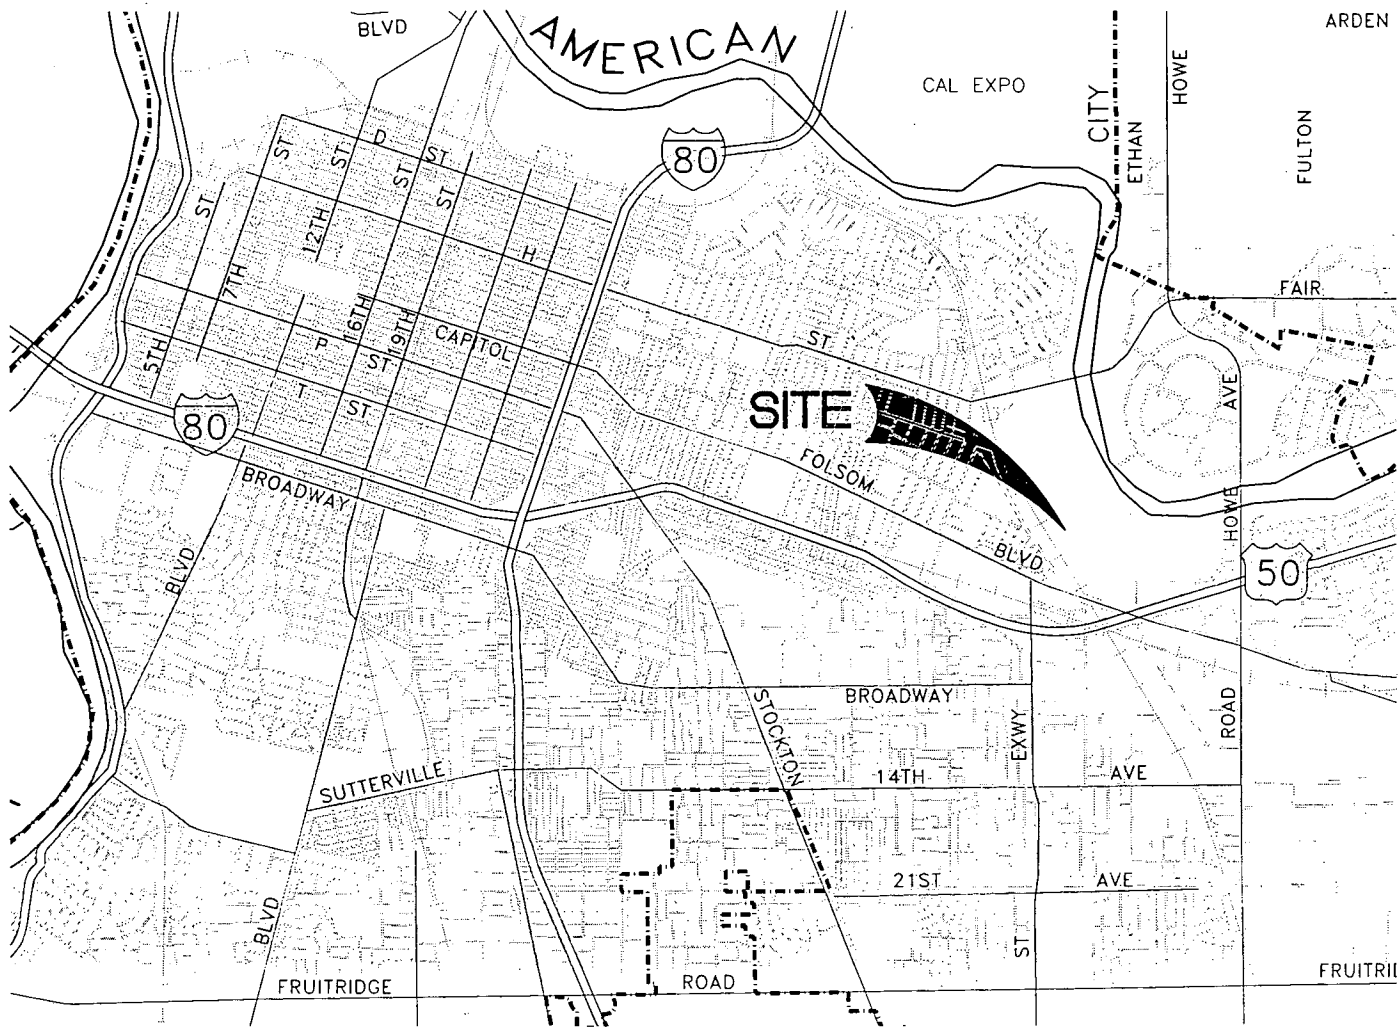 BLVD
AMERICAN
ARDEN
CAL EXPO
HOWE
CITY
ETHAN
FULTON
80
D ST
ST
ST
ST
ST
ST
12TH
7TH
H ST
16TH
19TH
CAPITOL
5TH
P ST
T ST
FAIR
SITE
HOWE AVE
80
BROADWAY
FOLSOM BLVD
50
BLVD
STOCKTON
BROADWAY
EXWY
ROAD
SUTTERVILLE
14TH AVE
21ST AVE
BLVD
ST
FRUITRIDGE ROAD
FRUITRID